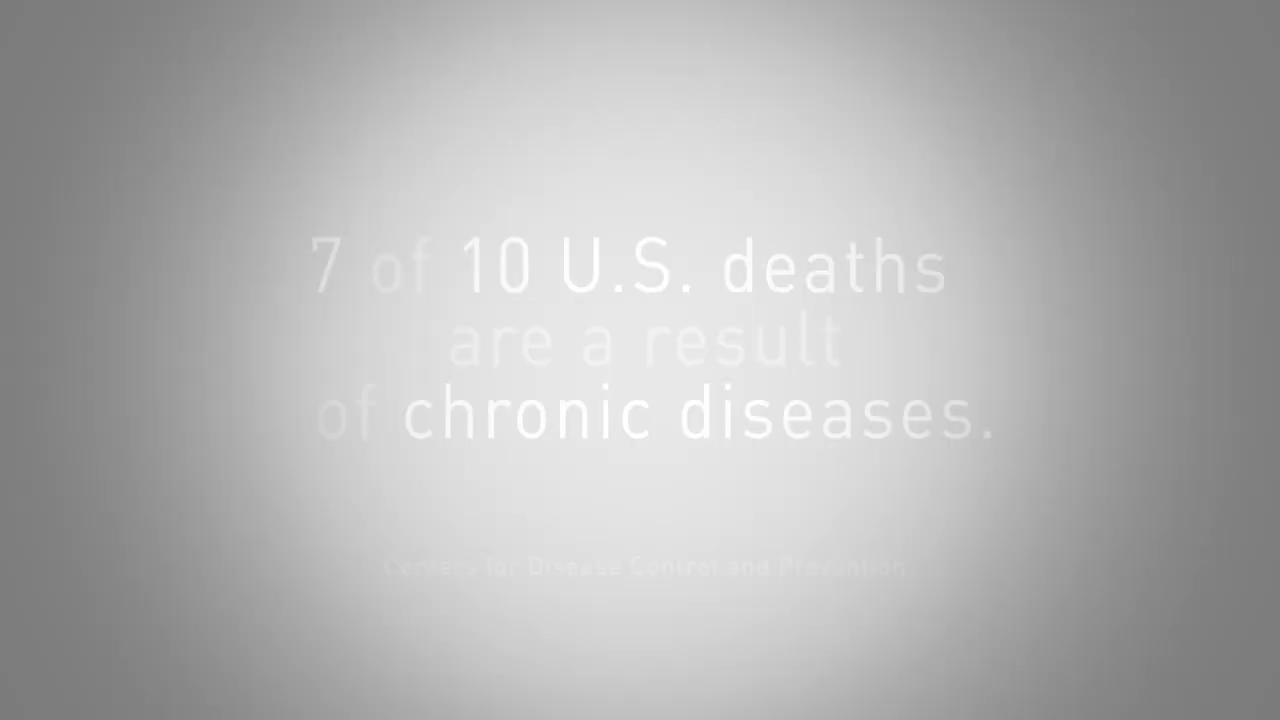 7 of 10 U.S. deaths
are a result
of chronic diseases.
Centers for Disease Control and Prevention